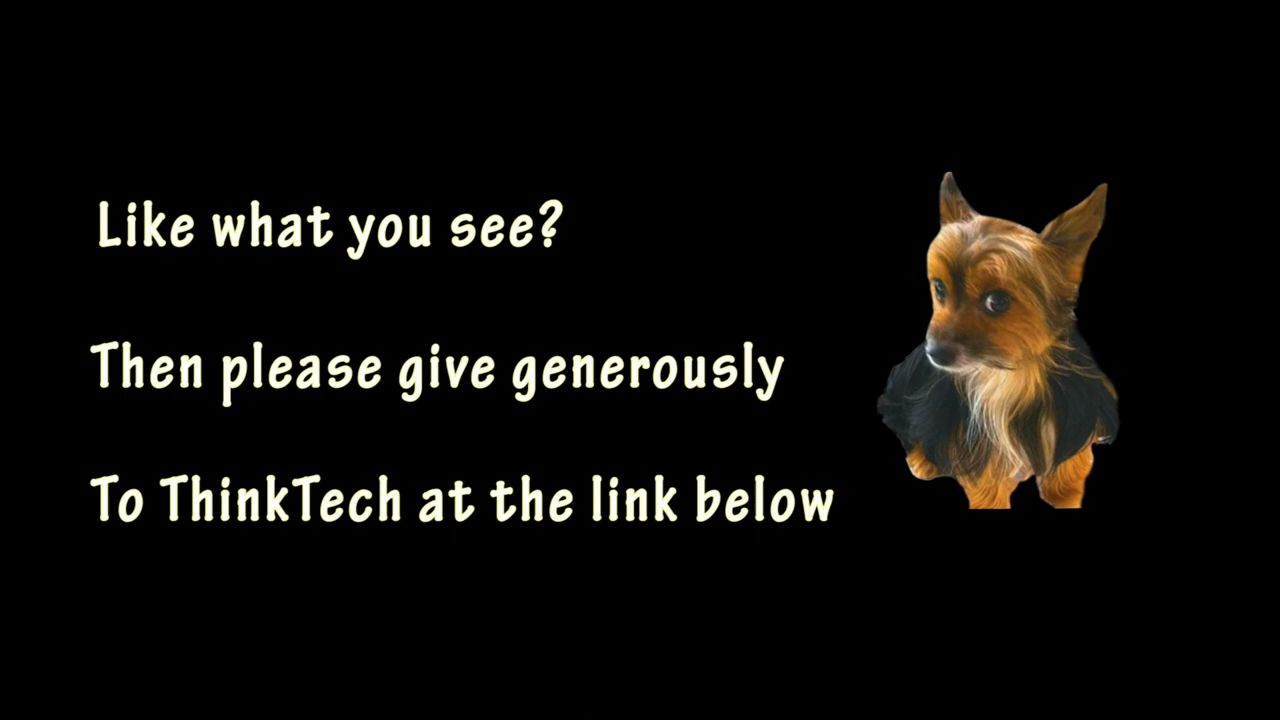 Like what you see?
Then please give generously
To ThinkTech at the link below